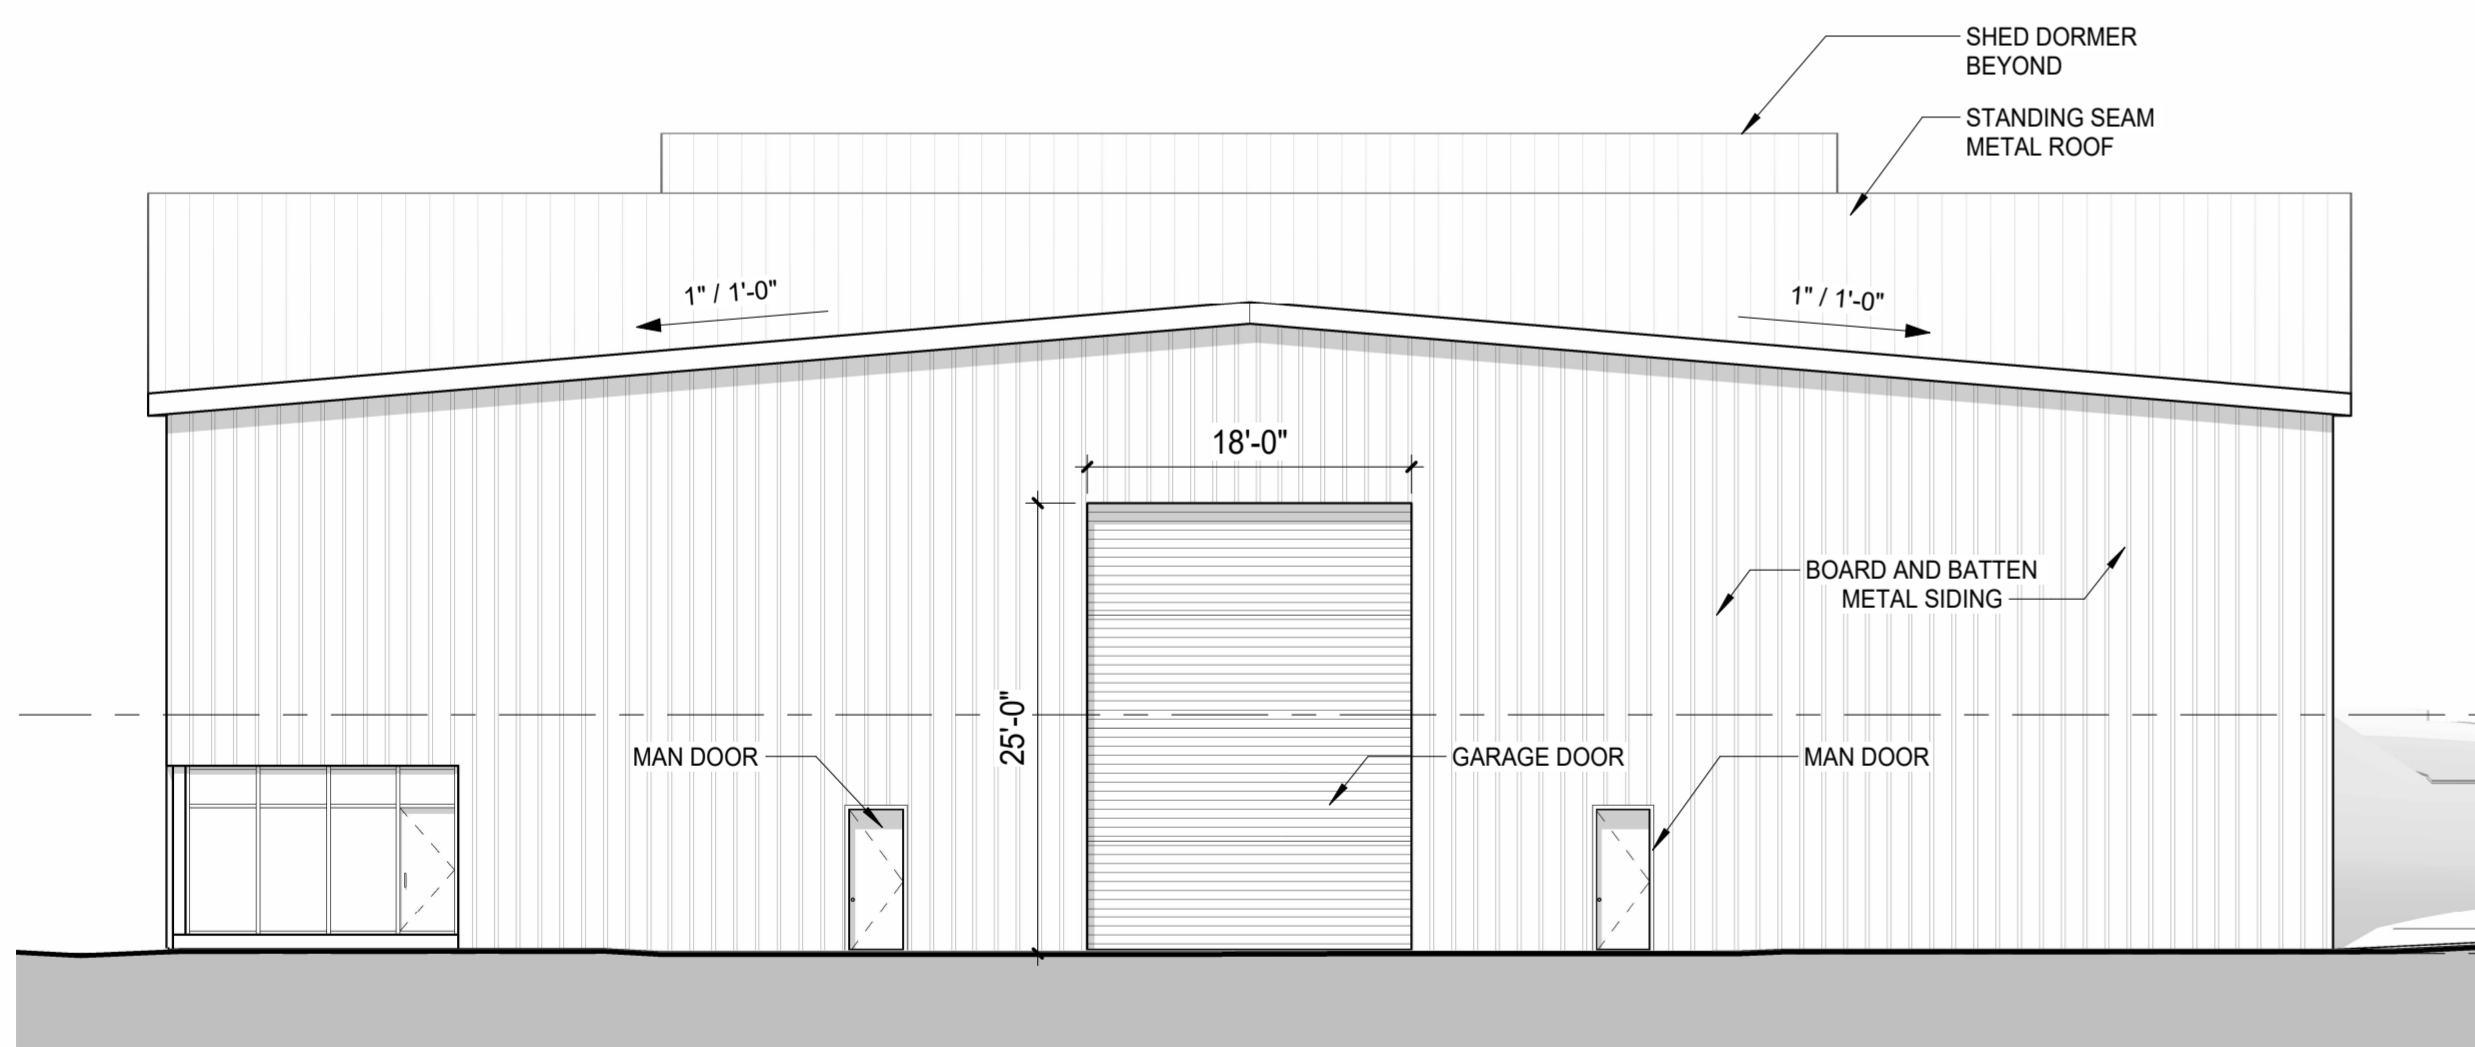 SHED DORMER
BEYOND
STANDING SEAM
METAL ROOF
1" / 1'-0"
1" / 1'-0"
18'-0"
BOARD AND BATTEN
METAL SIDING
25'-0"
MAN DOOR
GARAGE DOOR
MAN DOOR